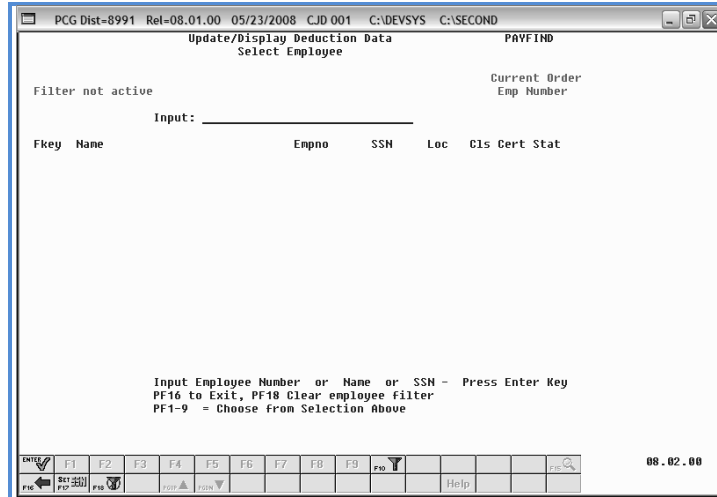 PCG Dist=8991 Rel=08.01.00 05/23/2008 CJD 001 C:\DEVSYS C:\SECOND
Update/Display Deduction Data PAYFIND
Select Employee
Current Order
Filter not active Emp Number
Input:
Fkey Name Empno SSN Loc Cls Cert Stat
Input Employee Number or Name or SSN - Press Enter Key
PF16 to Exit, PF18 Clear employee filter
PF1-9 = Choose from Selection Above
ENTER F1 F2 F3 F4 F5 F6 F7 F8 F9 F10 F15 08.02.00
F16 SET F17 F18 PGUP PGDN Help